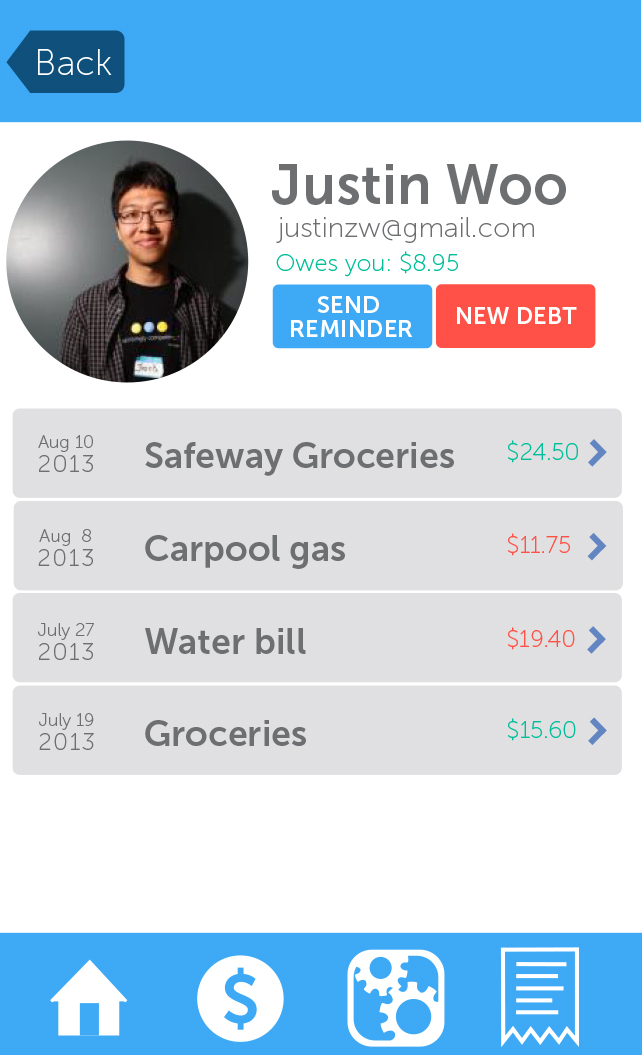 Back
Justin Woo
justinzw@gmail.com
Owes you: $8.95
SEND
REMINDER
NEW DEBT
Aug 10
2013
Safeway Groceries
$24.50
Aug 8
2013
Carpool gas
$11.75
July 27
2013
Water bill
$19.40
July 19
2013
Groceries
$15.60
$